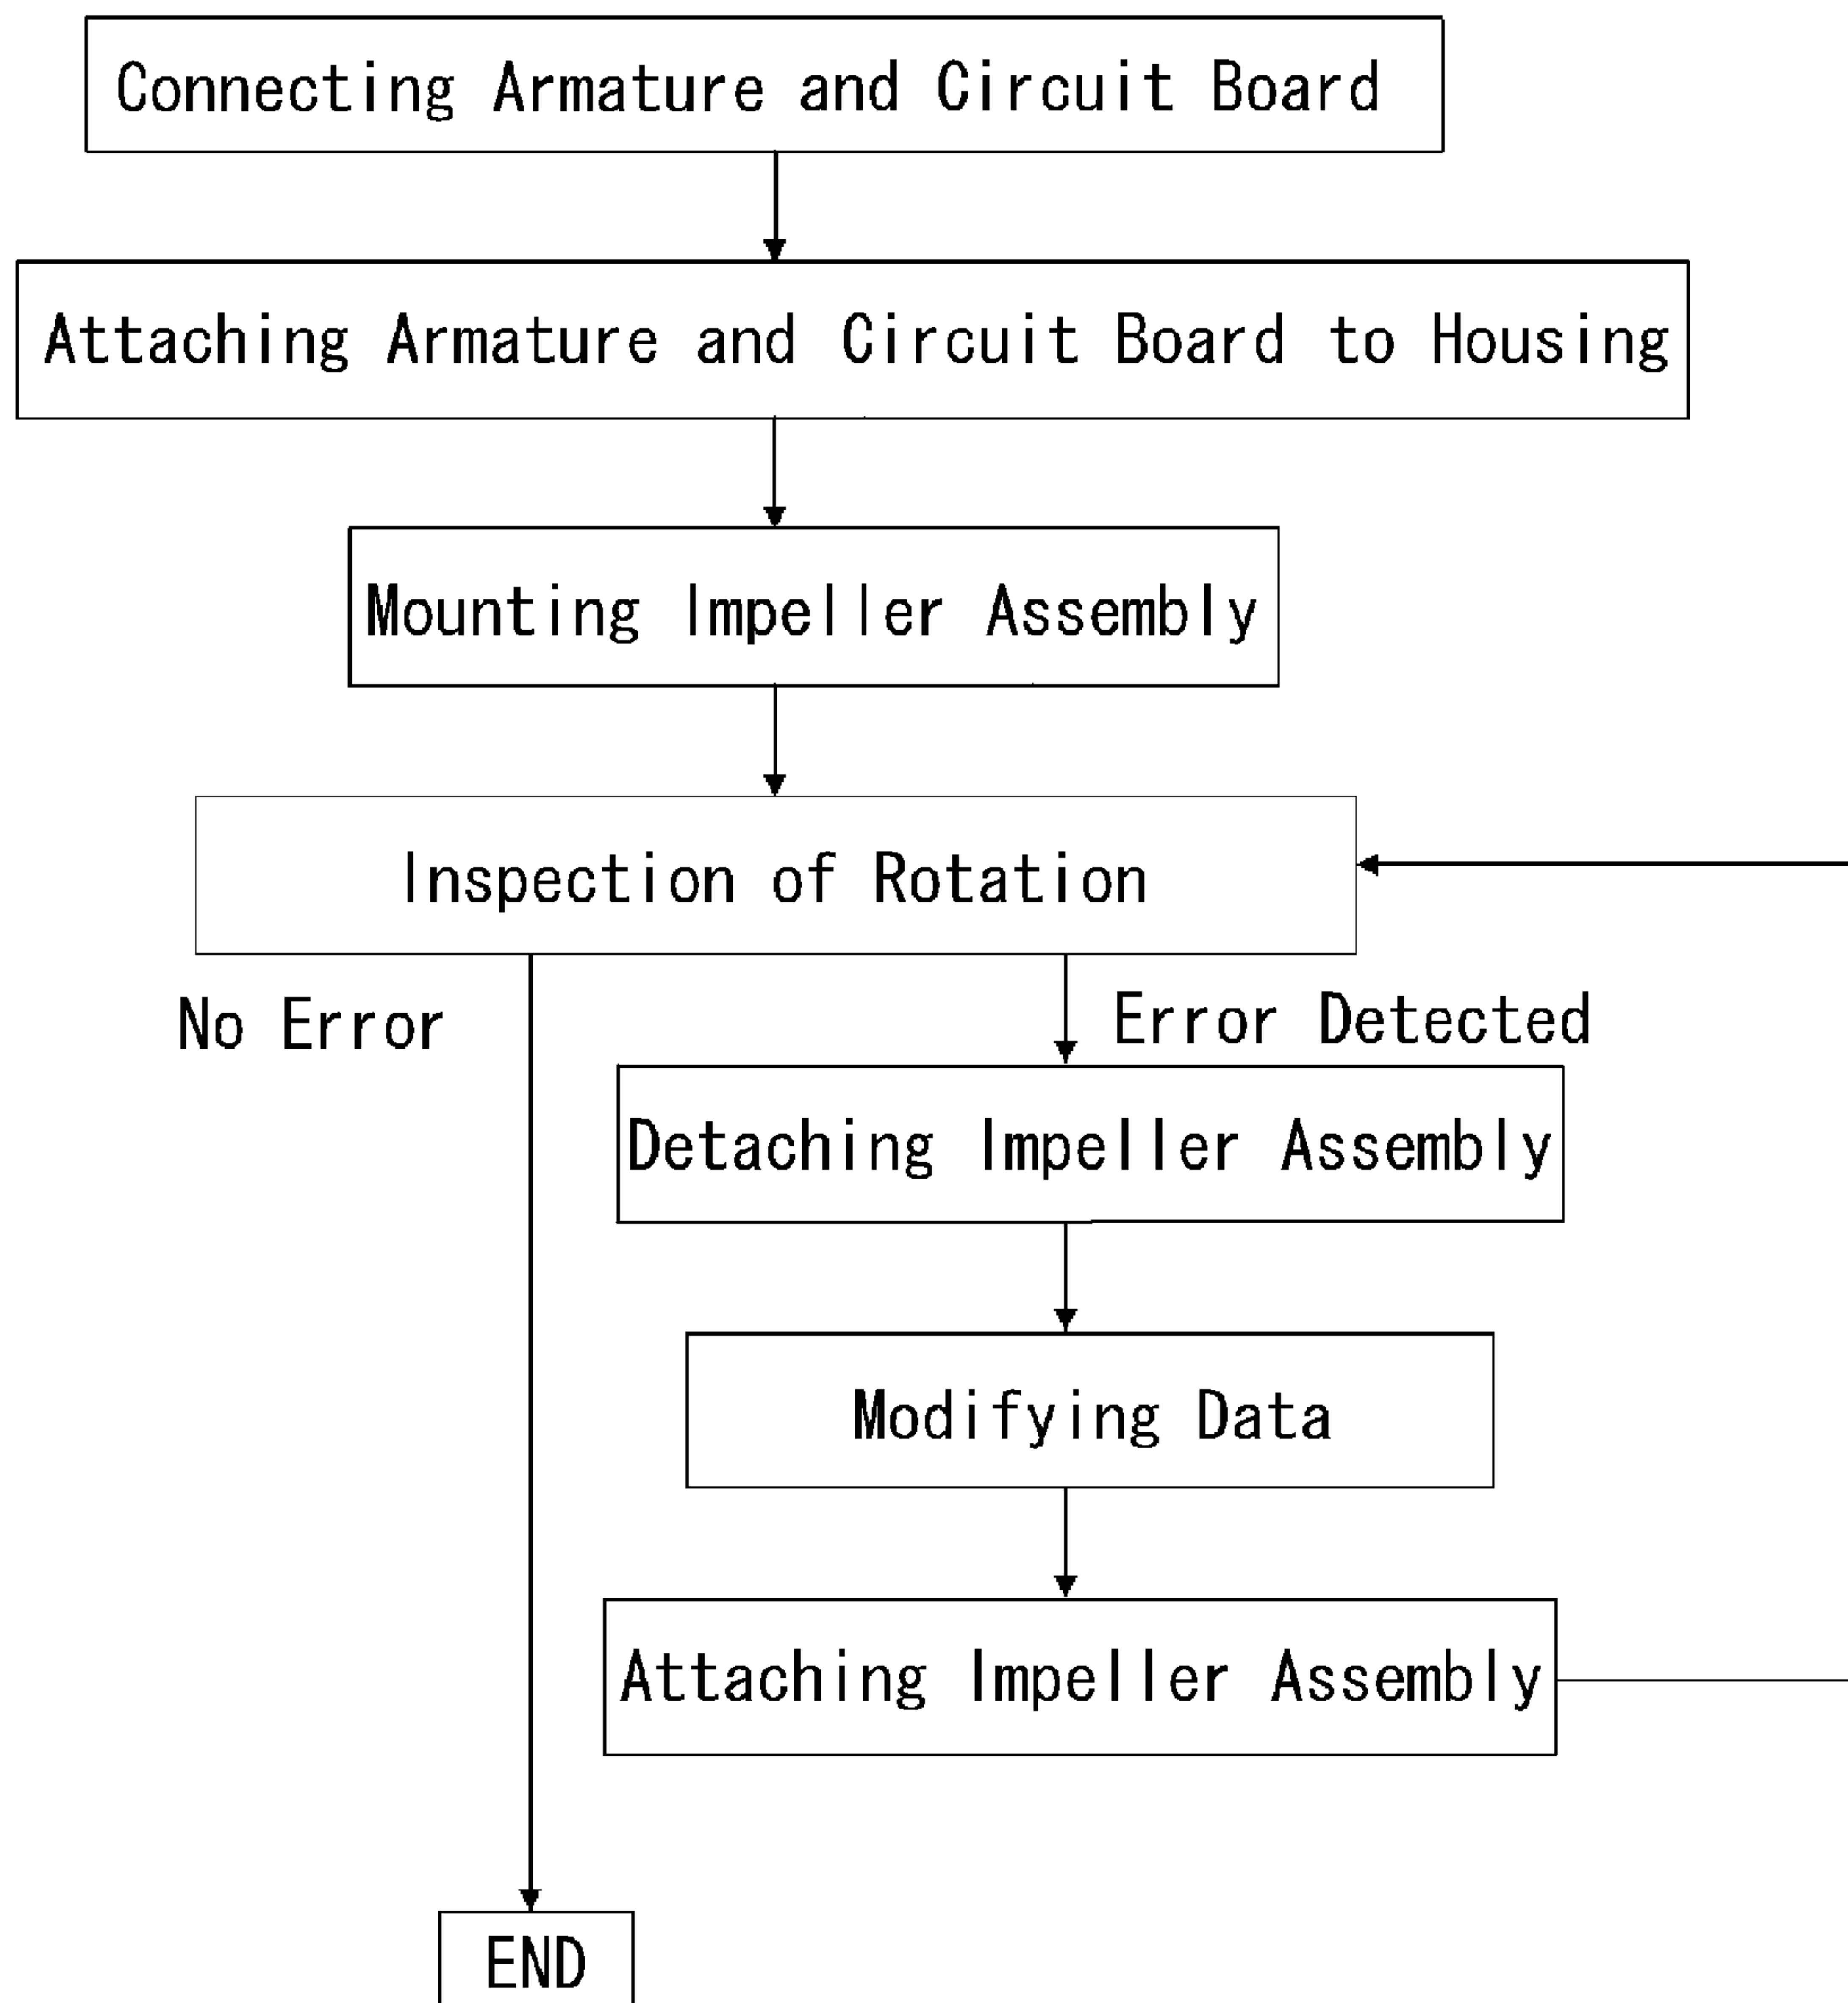 Connecting Armature and Circuit Board
Attaching Armature and Circuit Board to Housing
Mounting Impeller Assembly
Inspection of Rotation
No Error
Error Detected
Detaching Impeller Assembly
Modifying Data
Attaching Impeller Assembly
END